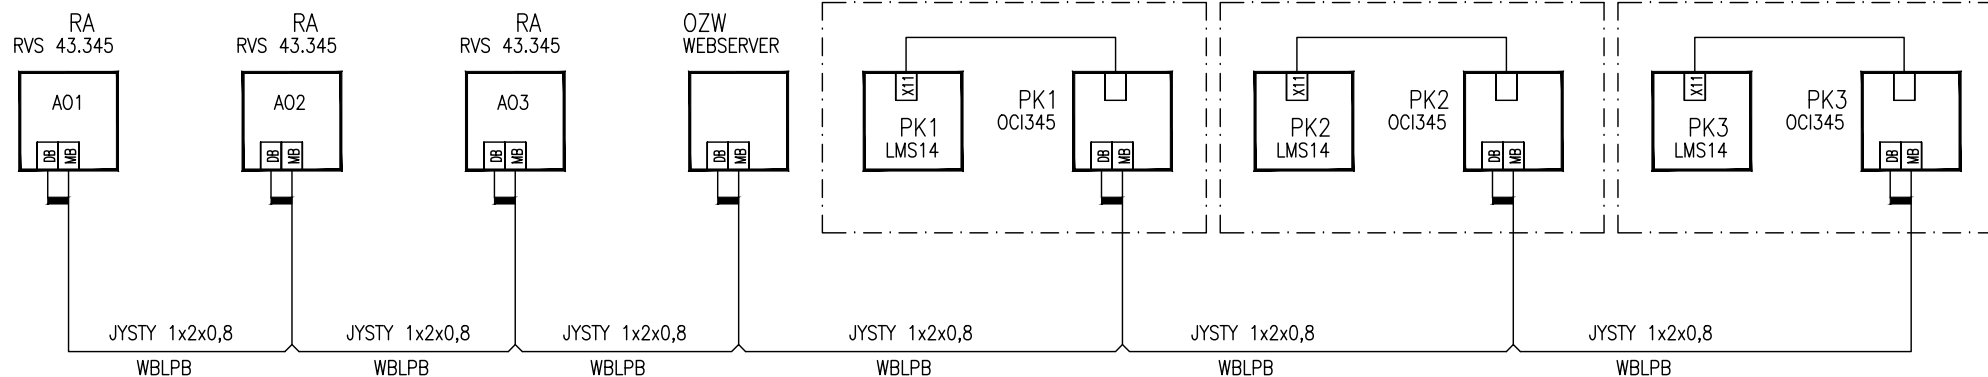 RA
RVS 43.345
A01
DB
MB
RA
RVS 43.345
A02
DB
MB
RA
RVS 43.345
A03
DB
MB
OZW
WEBSERVER
DB
MB
X11
PK1
LMS14
PK1
OCI345
DB
MB
X11
PK2
LMS14
PK2
OCI345
DB
MB
X11
PK3
LMS14
PK3
OCI345
DB
MB
JYSTY 1x2x0,8
WBLPB
JYSTY 1x2x0,8
WBLPB
JYSTY 1x2x0,8
WBLPB
JYSTY 1x2x0,8
WBLPB
JYSTY 1x2x0,8
WBLPB
JYSTY 1x2x0,8
WBLPB